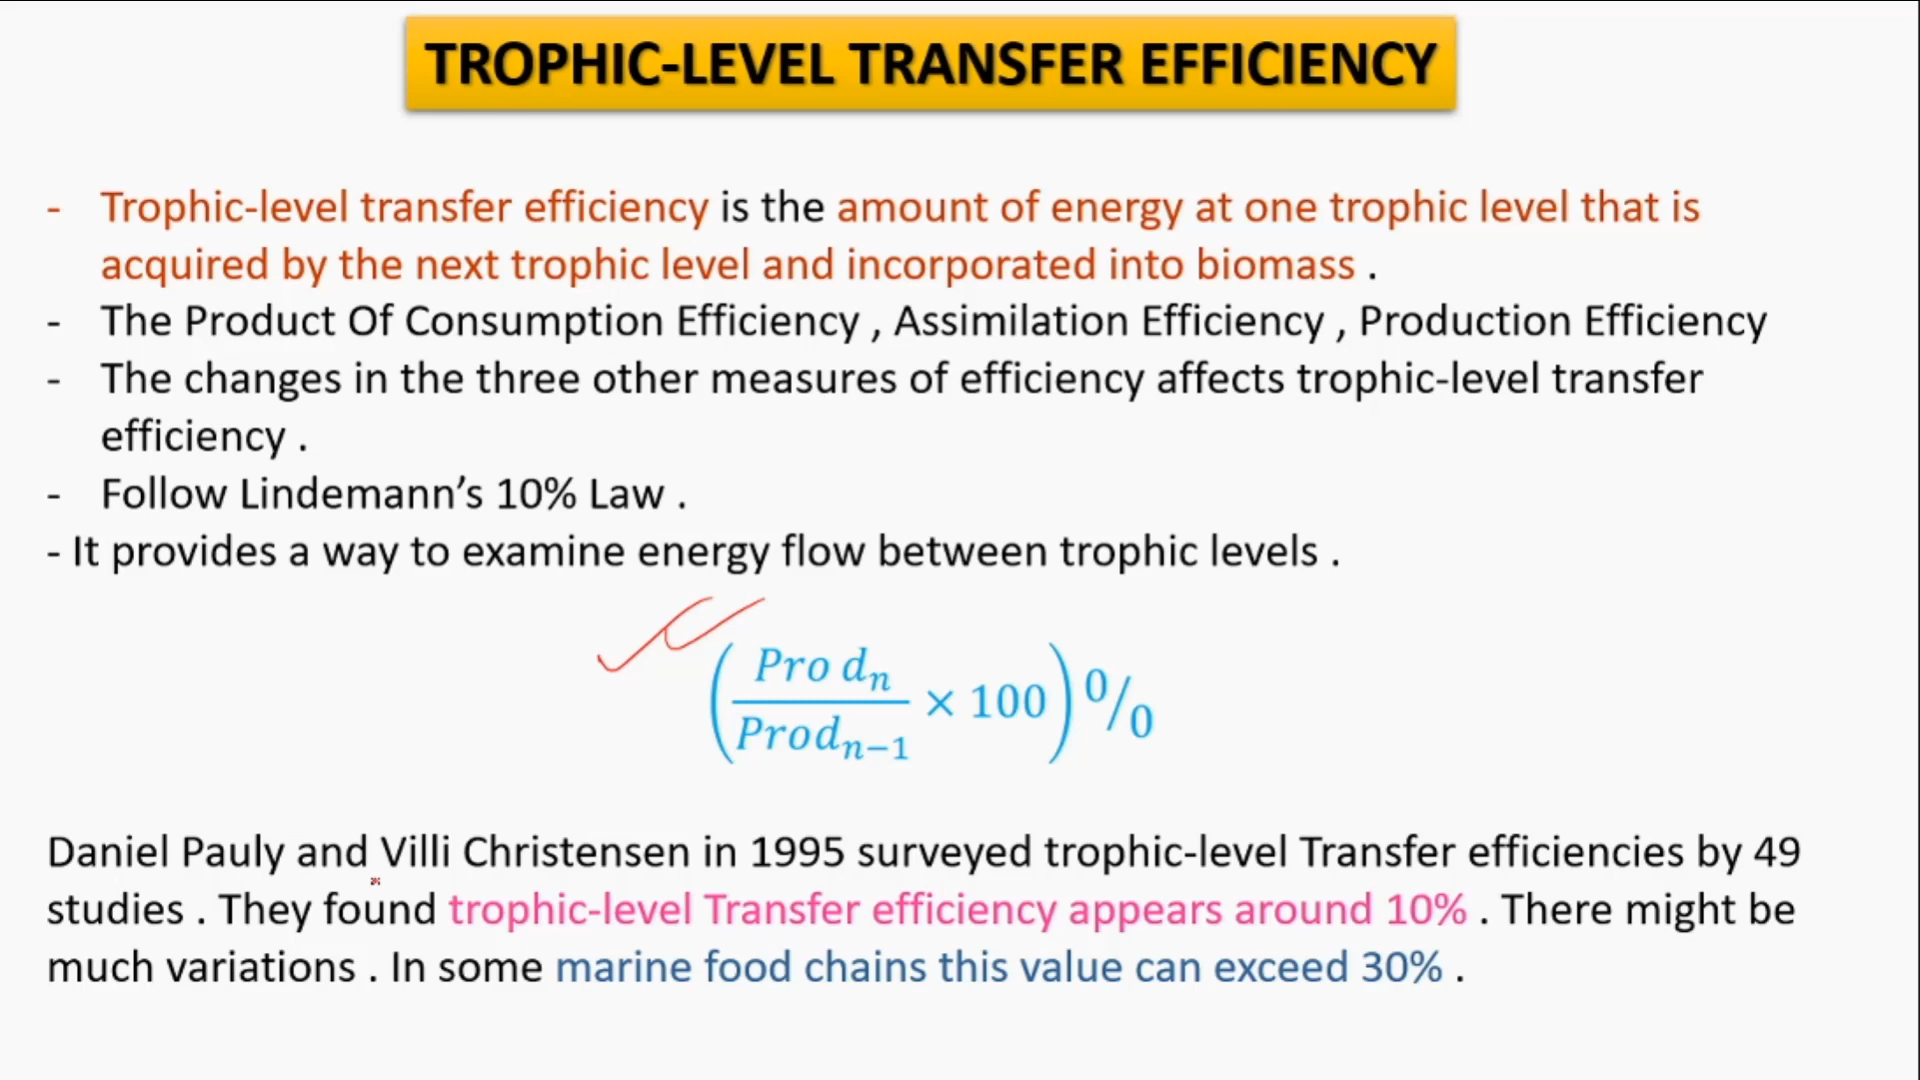 TROPHIC-LEVEL TRANSFER EFFICIENCY
- Trophic-level transfer efficiency is the amount of energy at one trophic level that is
acquired by the next trophic level and incorporated into biomass .
- The Product Of Consumption Efficiency , Assimilation Efficiency , Production Efficiency
- The changes in the three other measures of efficiency affects trophic-level transfer
efficiency .
- Follow Lindemann’s 10% Law .
- It provides a way to examine energy flow between trophic levels .
(Pro dₙ / Prodₙ₋₁ × 100) 0/0
Daniel Pauly and Villi Christensen in 1995 surveyed trophic-level Transfer efficiencies by 49
studies . They found trophic-level Transfer efficiency appears around 10% . There might be
much variations . In some marine food chains this value can exceed 30% .